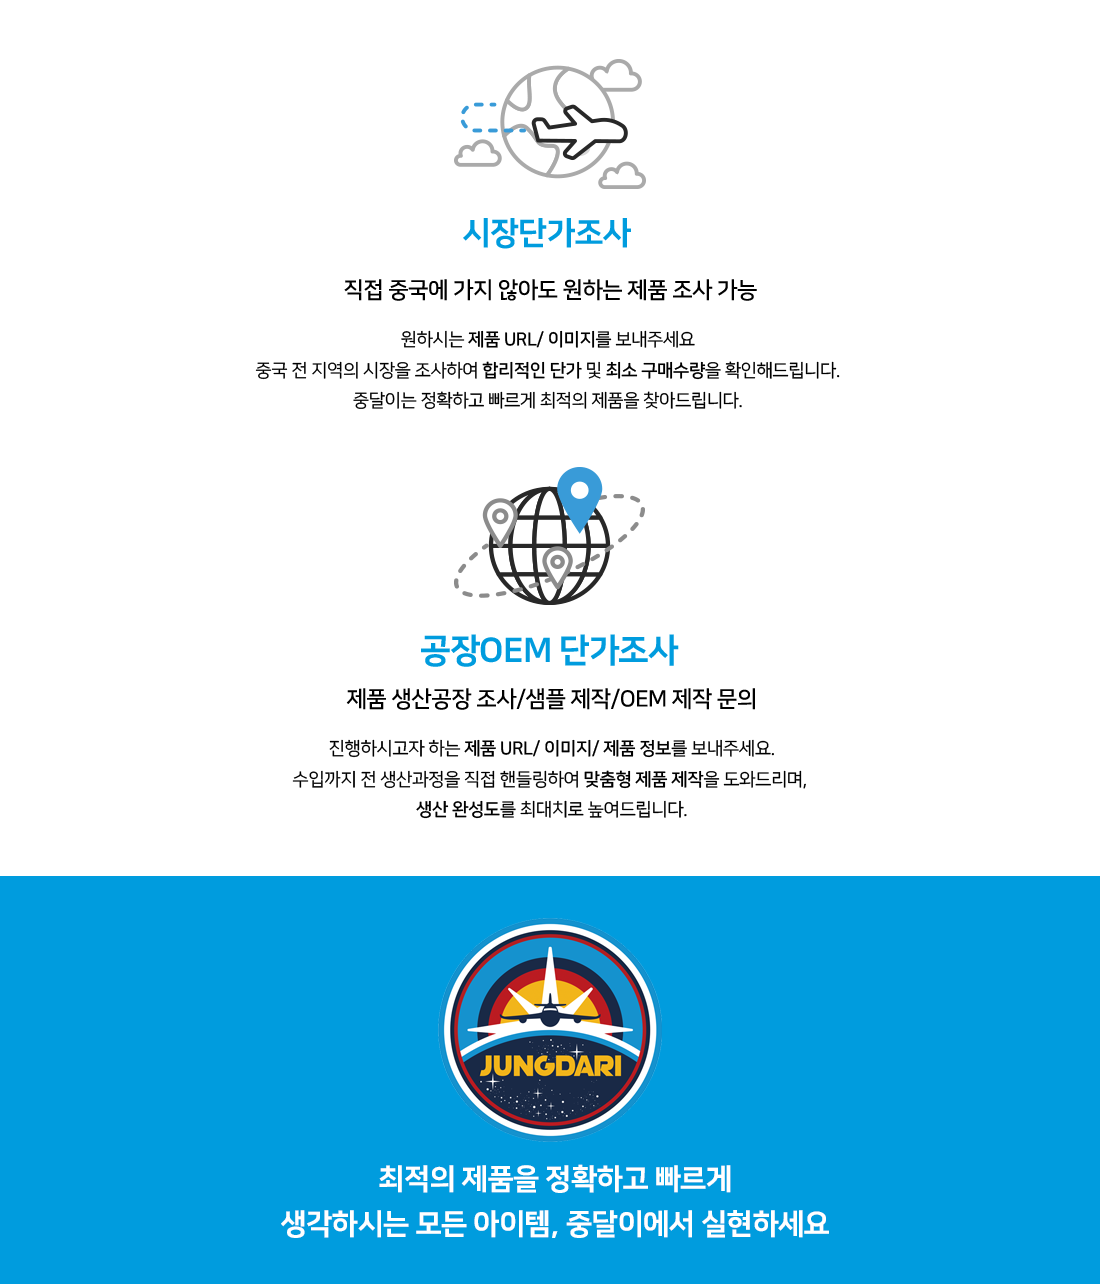 시장단가조사
직접 중국에 가지 않아도 원하는 제품 조사 가능
원하시는 제품 URL/ 이미지를 보내주세요
중국 전 지역의 시장을 조사하여 합리적인 단가 및 최소 구매수량을 확인해드립니다.
중달이는 정확하고 빠르게 최적의 제품을 찾아드립니다.
공장OEM 단가조사
제품 생산공장 조사/샘플 제작/OEM 제작 문의
진행하시고자 하는 제품 URL/ 이미지/ 제품 정보를 보내주세요.
수입까지 전 생산과정을 직접 핸들링하여 맞춤형 제품 제작을 도와드리며,
생산 완성도를 최대치로 높여드립니다.
JUNGDARI
최적의 제품을 정확하고 빠르게
생각하시는 모든 아이템, 중달이에서 실현하세요